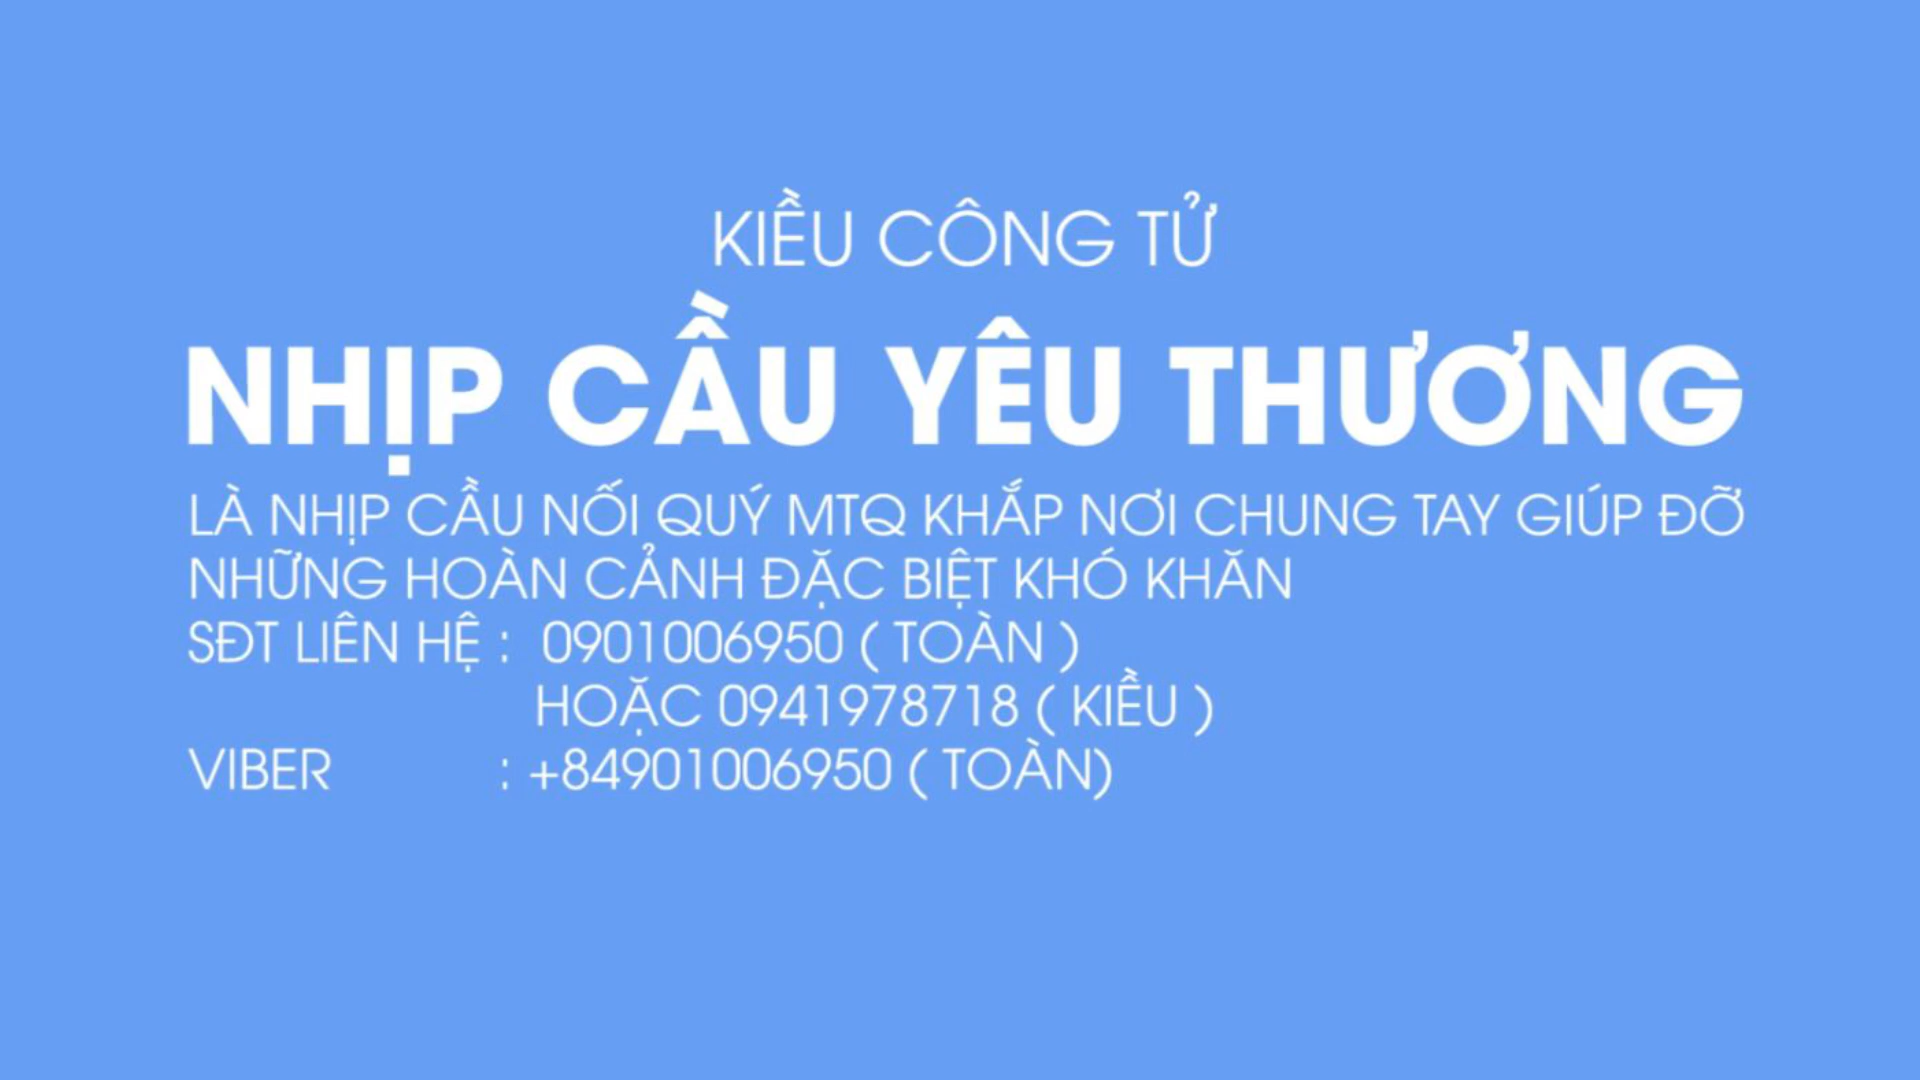 KIỀU CÔNG TỬ
NHỊP CẦU YÊU THƯƠNG
LÀ NHỊP CẦU NỐI QUÝ MTQ KHẮP NƠI CHUNG TAY GIÚP ĐỠ
NHỮNG HOÀN CẢNH ĐẶC BIỆT KHÓ KHĂN
SĐT LIÊN HỆ : 0901006950 ( TOÀN )
HOẶC 0941978718 ( KIỀU )
VIBER : +84901006950 ( TOÀN)